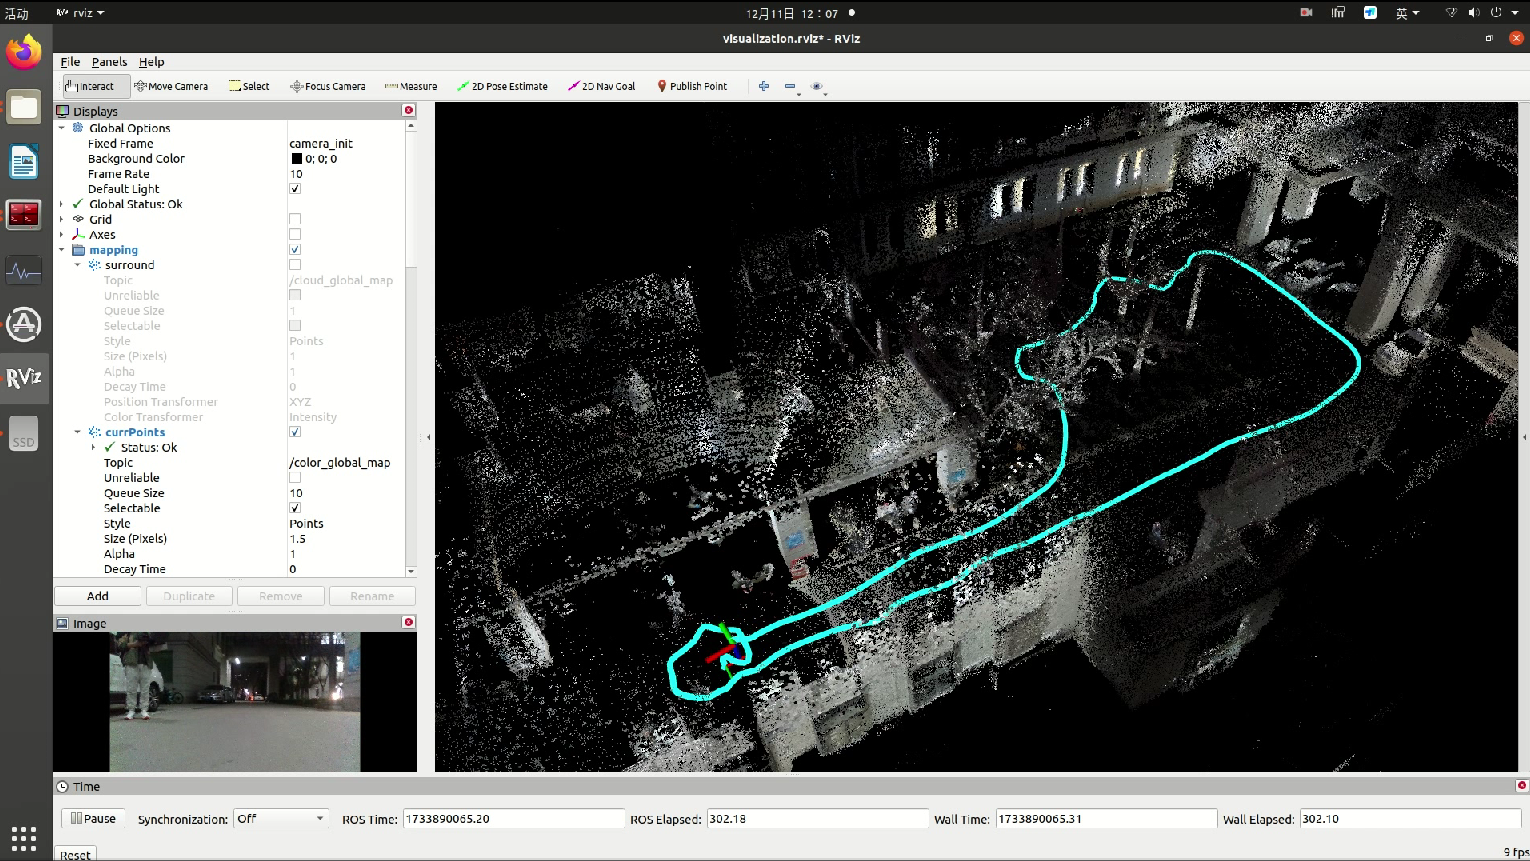 活动 rviz 12月11日 12：07 英
visualization.rviz* - RViz
File Panels Help
Interact Move Camera Select Focus Camera Measure 2D Pose Estimate 2D Nav Goal Publish Point
Displays
Global Options
Fixed Frame camera_init
Background Color 0; 0; 0
Frame Rate 10
Default Light
Global Status: Ok
Grid
Axes
mapping
surround
Topic /cloud_global_map
Unreliable
Queue Size 1
Selectable
Style Points
Size (Pixels) 1
Alpha 1
Decay Time 0
Position Transformer XYZ
Color Transformer Intensity
currPoints
Status: Ok
Topic /color_global_map
Unreliable
Queue Size 10
Selectable
Style Points
Size (Pixels) 1.5
Alpha 1
Decay Time 0
Add Duplicate Remove Rename
Image
RViz
SSD
Time
Pause Synchronization: Off ROS Time: 1733890065.20 ROS Elapsed: 302.18 Wall Time: 1733890065.31 Wall Elapsed: 302.10
Reset 9 fps